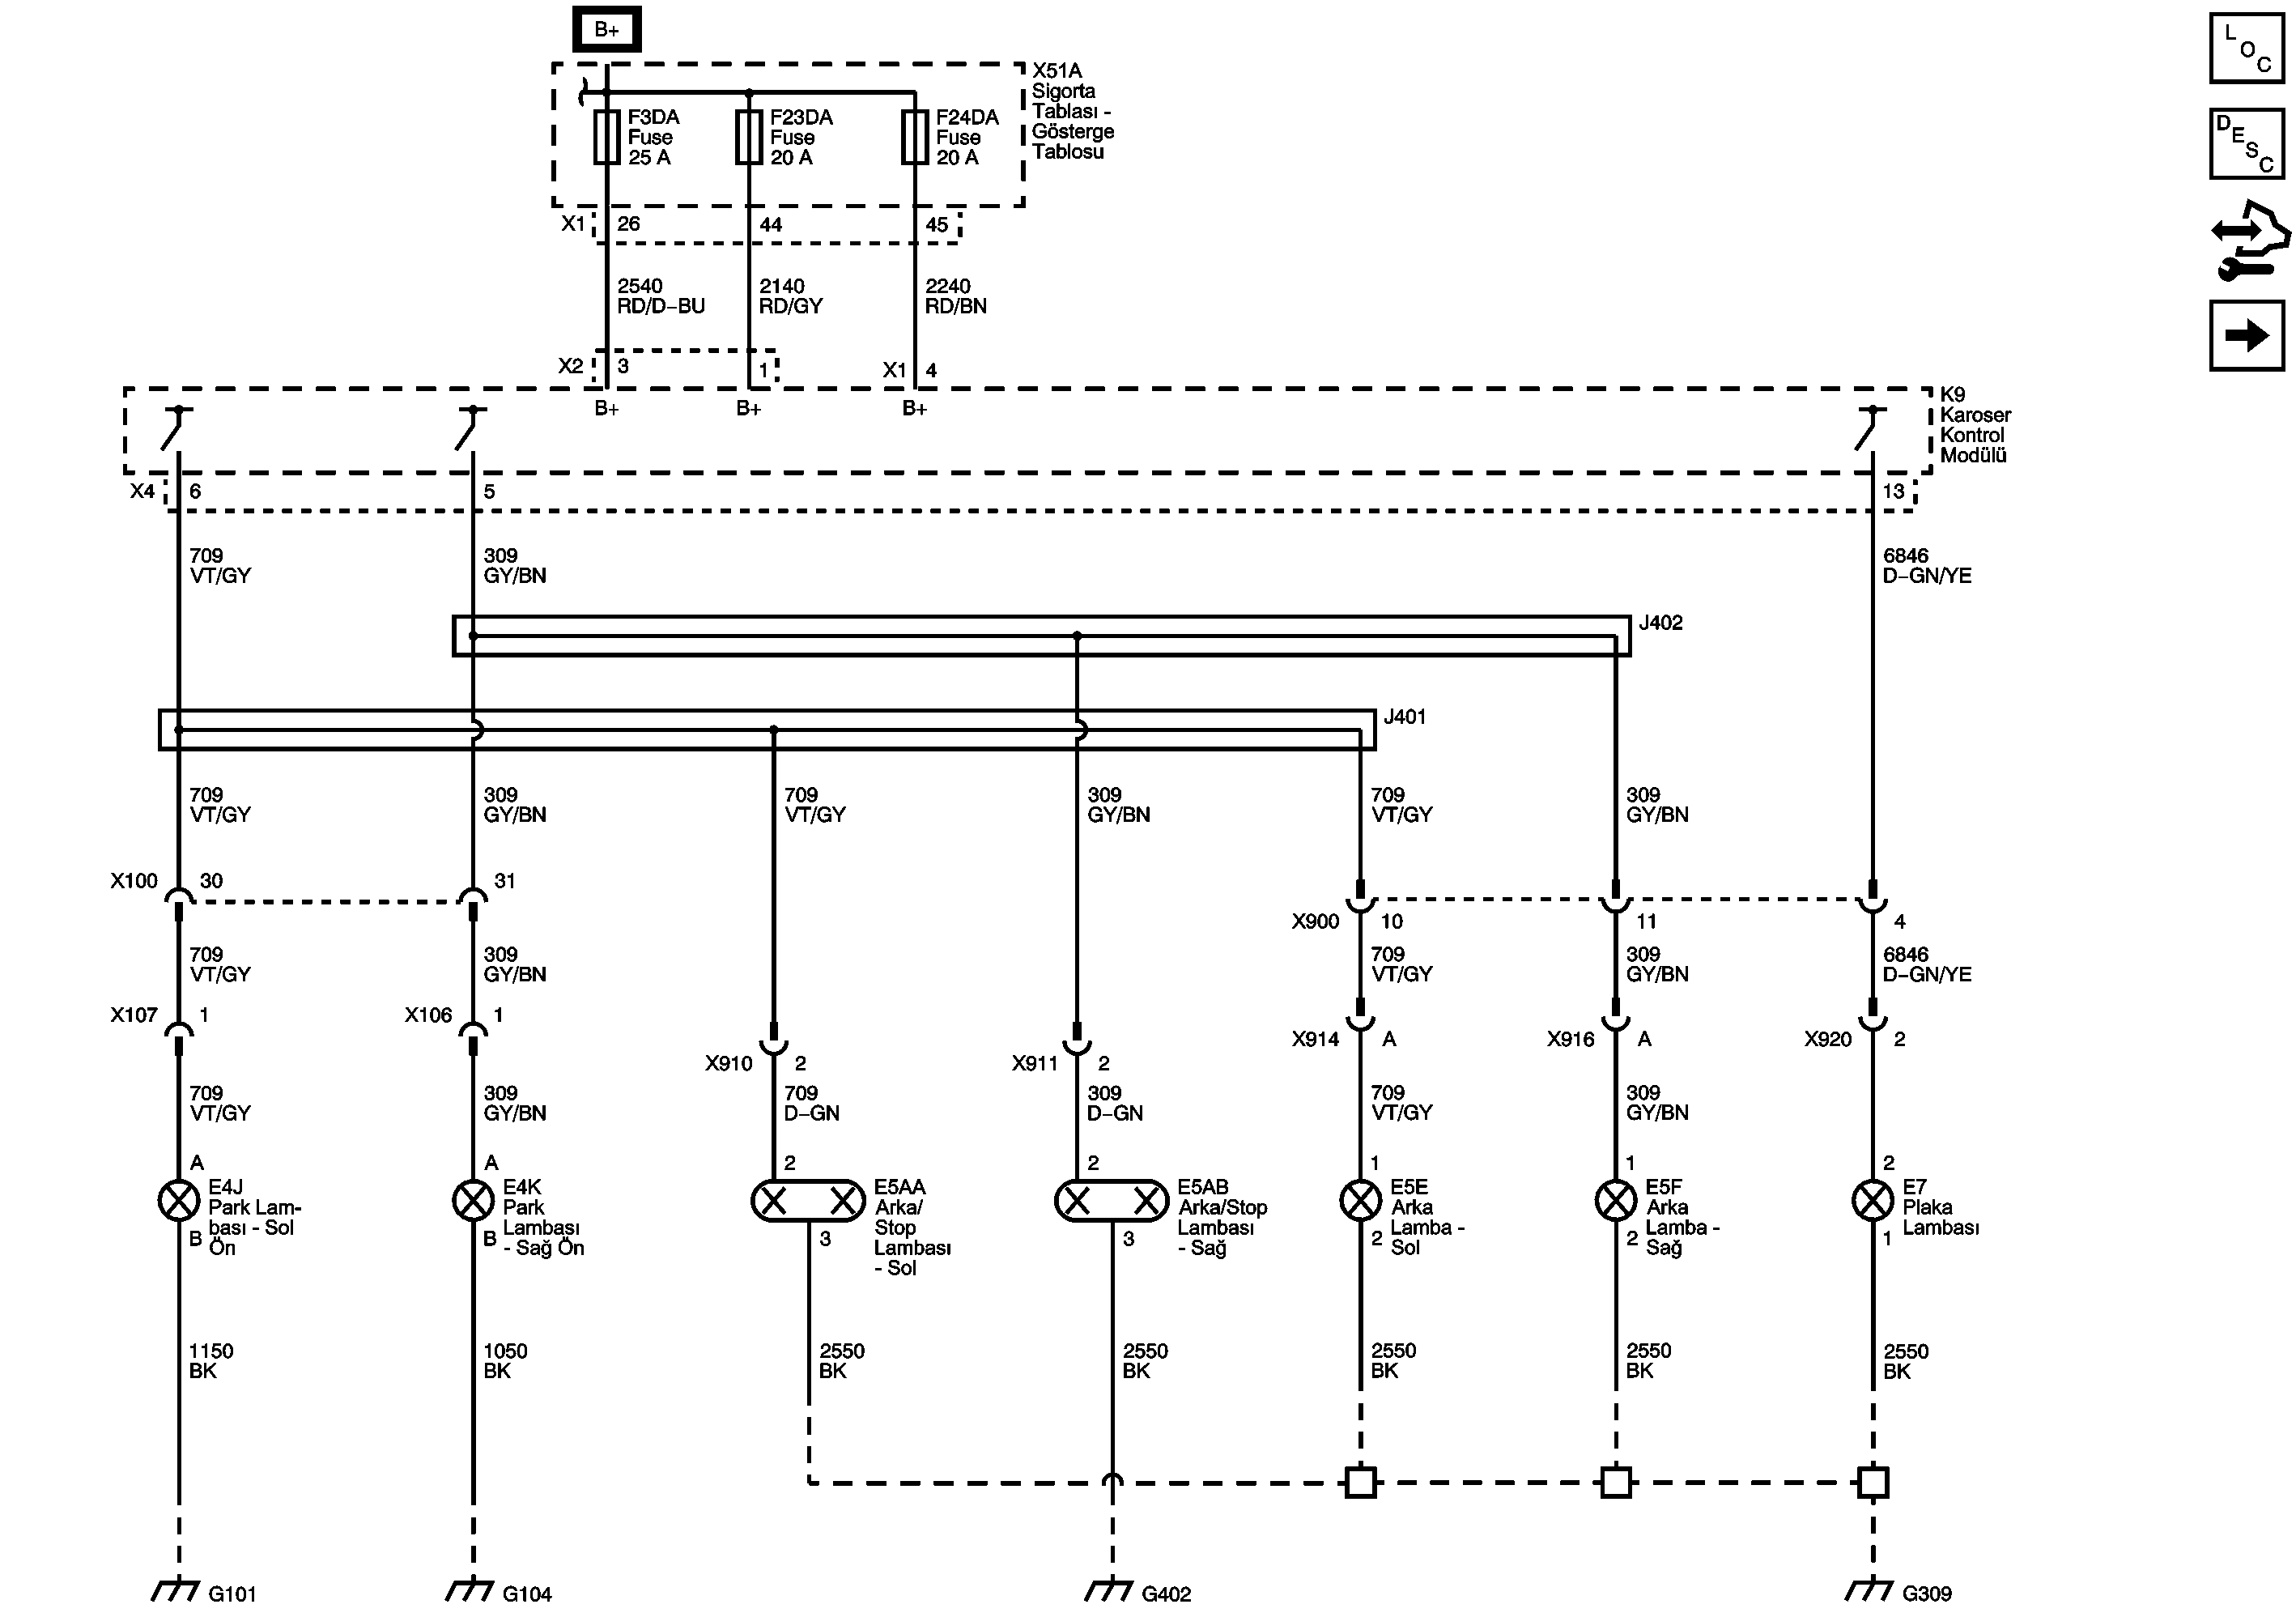 B+
L
O
C
D
E
S
C
X51A
Sigorta
Tablası -
Gösterge
Tablosu
F3DA
Fuse
25 A
F23DA
Fuse
20 A
F24DA
Fuse
20 A
X1
26
44
45
2540
RD/D-BU
2140
RD/GY
2240
RD/BN
X2
3
1
X1
4
B+
B+
B+
K9
Karoser
Kontrol
Modülü
X4
6
5
13
709
VT/GY
309
GY/BN
6846
D-GN/YE
J402
J401
709
VT/GY
309
GY/BN
709
VT/GY
309
GY/BN
709
VT/GY
309
GY/BN
X100
30
31
X900
10
11
4
709
VT/GY
309
GY/BN
709
VT/GY
309
GY/BN
6846
D-GN/YE
X107
1
X106
1
X910
2
X911
2
X914
A
X916
A
X920
2
709
VT/GY
309
GY/BN
709
D-GN
309
D-GN
709
VT/GY
309
GY/BN
A
A
2
2
1
1
2
E4J
Park Lam-
bası - Sol
Ön
B
E4K
Park
Lambası
- Sağ Ön
B
E5AA
Arka/
Stop
Lambası
- Sol
3
E5AB
Arka/Stop
Lambası
- Sağ
3
E5E
Arka
Lamba -
Sol
2
E5F
Arka
Lamba -
Sağ
2
E7
Plaka
Lambası
1
1150
BK
1050
BK
2550
BK
2550
BK
2550
BK
2550
BK
2550
BK
G101
G104
G402
G309